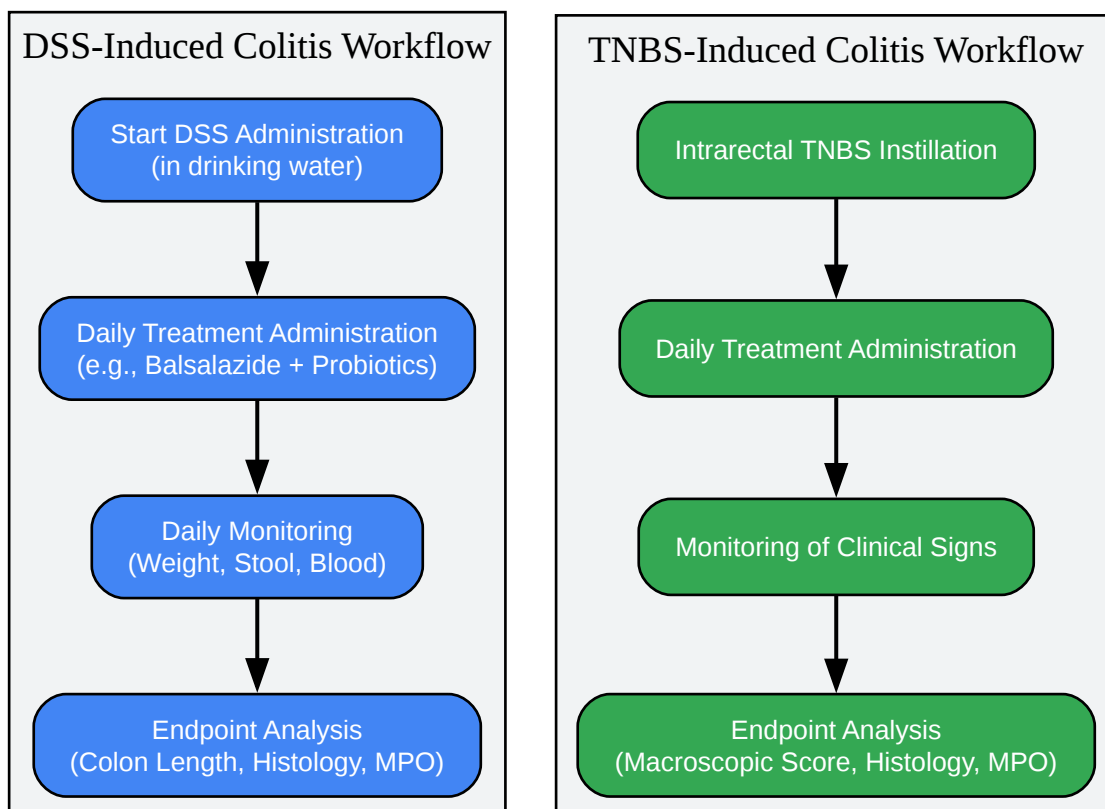 DSS-Induced Colitis Workflow
Start DSS Administration
(in drinking water)
Daily Treatment Administration
(e.g., Balsalazide + Probiotics)
Daily Monitoring
(Weight, Stool, Blood)
Endpoint Analysis
(Colon Length, Histology, MPO)
TNBS-Induced Colitis Workflow
Intrarectal TNBS Instillation
Daily Treatment Administration
Monitoring of Clinical Signs
Endpoint Analysis
(Macroscopic Score, Histology, MPO)